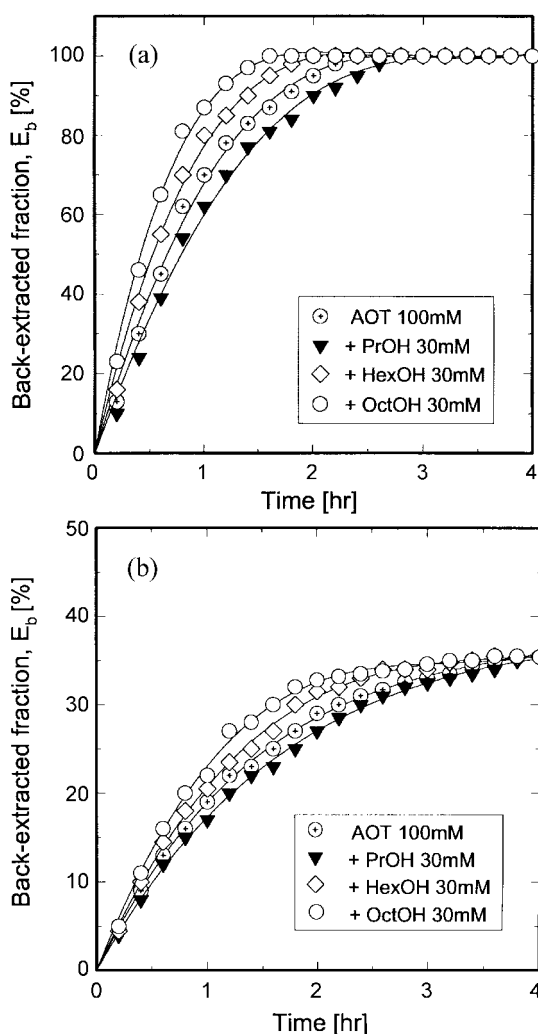 (a)
Back-extracted fraction, E_b [%]
100
80
60
40
20
0
AOT 100mM
+ PrOH 30mM
+ HexOH 30mM
+ OctOH 30mM
0 1 2 3 4
Time [hr]
(b)
Back-extracted fraction, E_b [%]
50
40
30
20
10
0
AOT 100mM
+ PrOH 30mM
+ HexOH 30mM
+ OctOH 30mM
0 1 2 3 4
Time [hr]